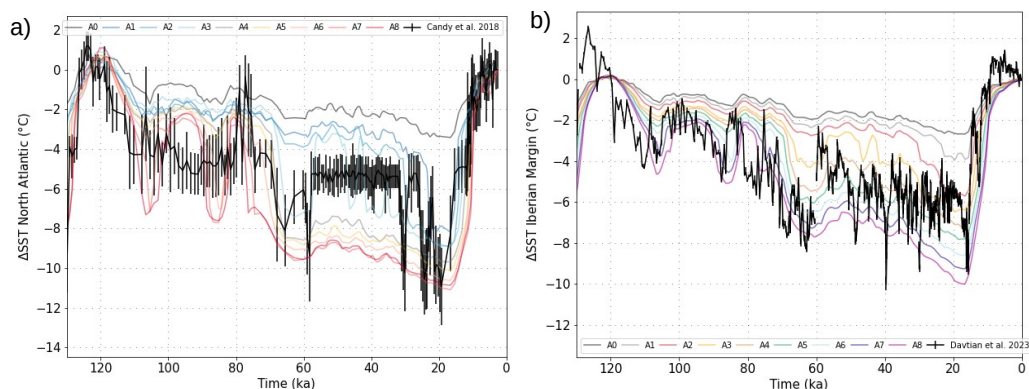 a)
A0 A1 A2 A3 A4 A5 A6 A7 A8 Candy et al. 2018
2
0
−2
−4
−6
−8
−10
−12
−14
ΔSST North Atlantic (°C)
120 100 80 60 40 20 0
Time (ka)
b)
2
0
−2
−4
−6
−8
−10
−12
ΔSST Iberian Margin (°C)
A0 A1 A2 A3 A4 A5 A6 A7 A8 Davtian et al. 2023
120 100 80 60 40 20 0
Time (ka)